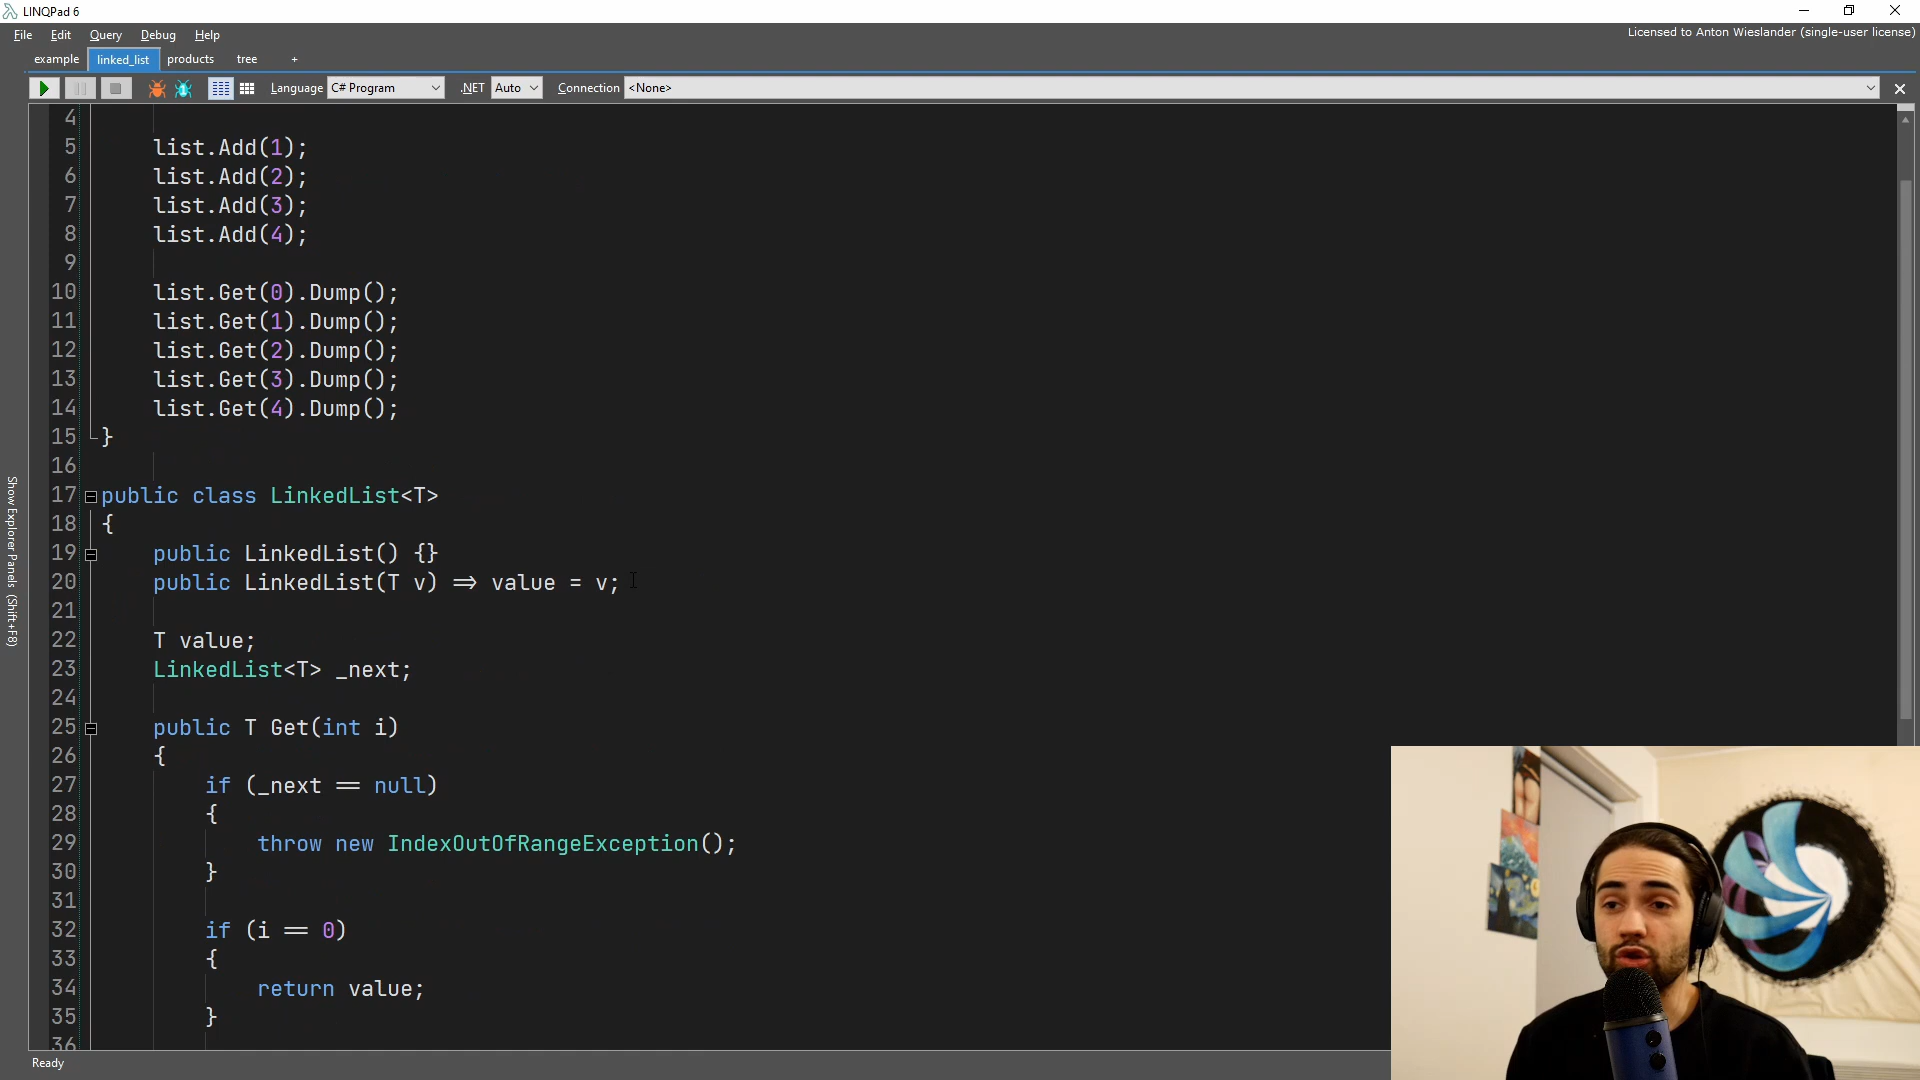 LINQPad 6
File Edit Query Debug Help
Licensed to Anton Wieslander (single-user license)
example linked_list products tree +
Language C# Program .NET Auto Connection <None>
4
5 list.Add(1);
6 list.Add(2);
7 list.Add(3);
8 list.Add(4);
9
10 list.Get(0).Dump();
11 list.Get(1).Dump();
12 list.Get(2).Dump();
13 list.Get(3).Dump();
14 list.Get(4).Dump();
15 }
16
17 public class LinkedList<T>
18 {
19 public LinkedList() {}
20 public LinkedList(T v) => value = v;
21
22 T value;
23 LinkedList<T> _next;
24
25 public T Get(int i)
26 {
27 if (_next == null)
28 {
29 throw new IndexOutOfRangeException();
30 }
31
32 if (i == 0)
33 {
34 return value;
35 }
36
Show Explorer Panels (Shift+F8)
Ready